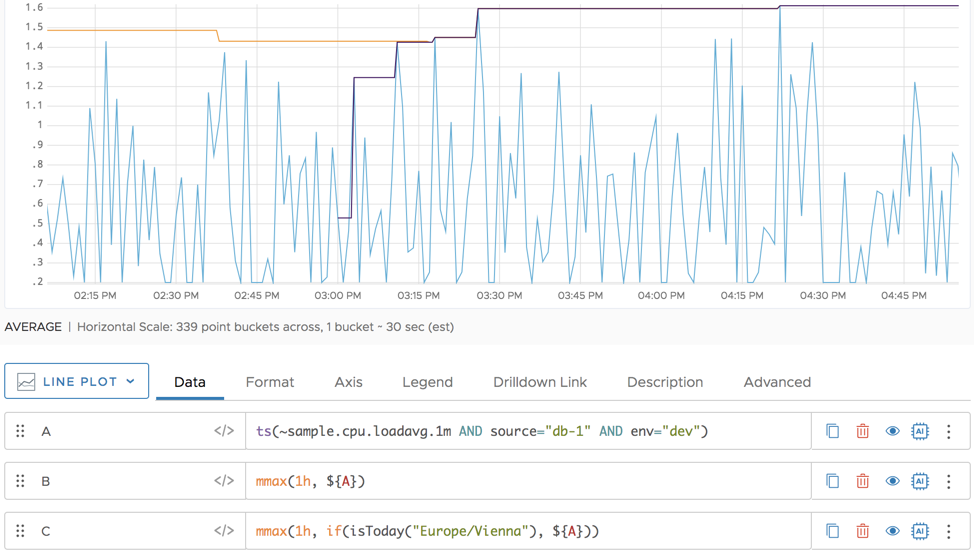 1.6
1.5
1.4
1.3
1.2
1.1
1
.9
.8
.7
.6
.5
.4
.3
.2
02:15 PM 02:30 PM 02:45 PM 03:00 PM 03:15 PM 03:30 PM 03:45 PM 04:00 PM 04:15 PM 04:30 PM 04:45 PM
AVERAGE | Horizontal Scale: 339 point buckets across, 1 bucket ~ 30 sec (est)
LINE PLOT Data Format Axis Legend Drilldown Link Description Advanced
A </> ts(~sample.cpu.loadavg.1m AND source="db-1" AND env="dev") AI
B </> mmax(1h, ${A}) AI
C </> mmax(1h, if(isToday("Europe/Vienna"), ${A})) AI